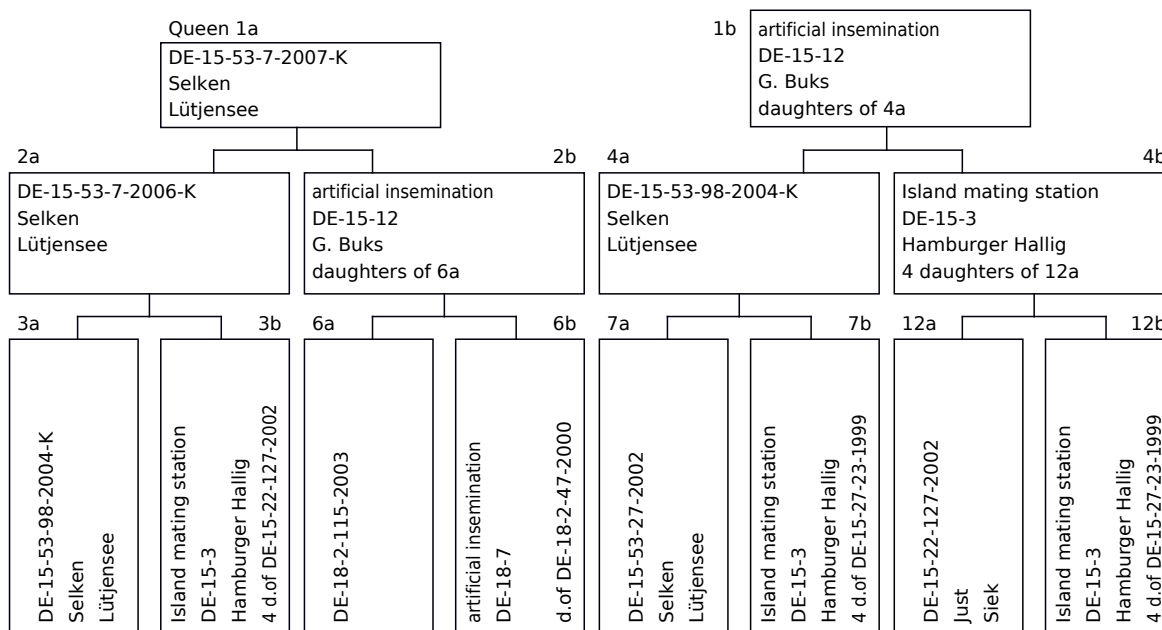 Queen 1a
DE-15-53-7-2007-K
Selken
Lütjensee
1b
artificial insemination
DE-15-12
G. Buks
daughters of 4a
2a
DE-15-53-7-2006-K
Selken
Lütjensee
2b
artificial insemination
DE-15-12
G. Buks
daughters of 6a
4a
DE-15-53-98-2004-K
Selken
Lütjensee
4b
Island mating station
DE-15-3
Hamburger Hallig
4 daughters of 12a
3a
DE-15-53-98-2004-K
Selken
Lütjensee
3b
Island mating station
DE-15-3
Hamburger Hallig
4 d.of DE-15-22-127-2002
6a
DE-18-2-115-2003
6b
artificial insemination
DE-18-7
d.of DE-18-2-47-2000
7a
DE-15-53-27-2002
Selken
Lütjensee
7b
Island mating station
DE-15-3
Hamburger Hallig
4 d.of DE-15-27-23-1999
12a
DE-15-22-127-2002
Just
Siek
12b
Island mating station
DE-15-3
Hamburger Hallig
4 d.of DE-15-27-23-1999